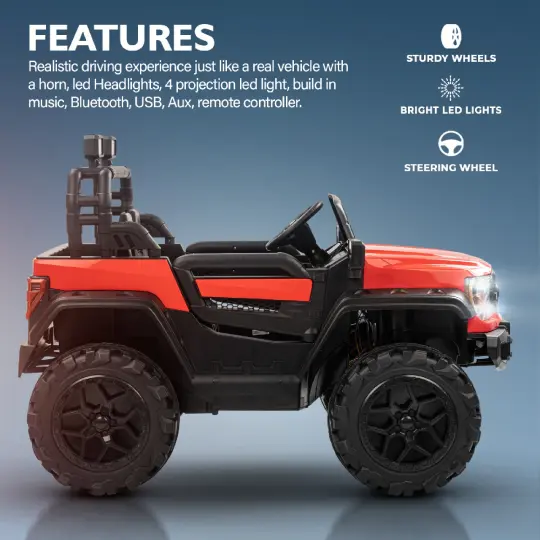 FEATURES
Realistic driving experience just like a real vehicle with
a horn, led Headlights, 4 projection led light, build in
music, Bluetooth, USB, Aux, remote controller.
STURDY WHEELS
BRIGHT LED LIGHTS
STEERING WHEEL